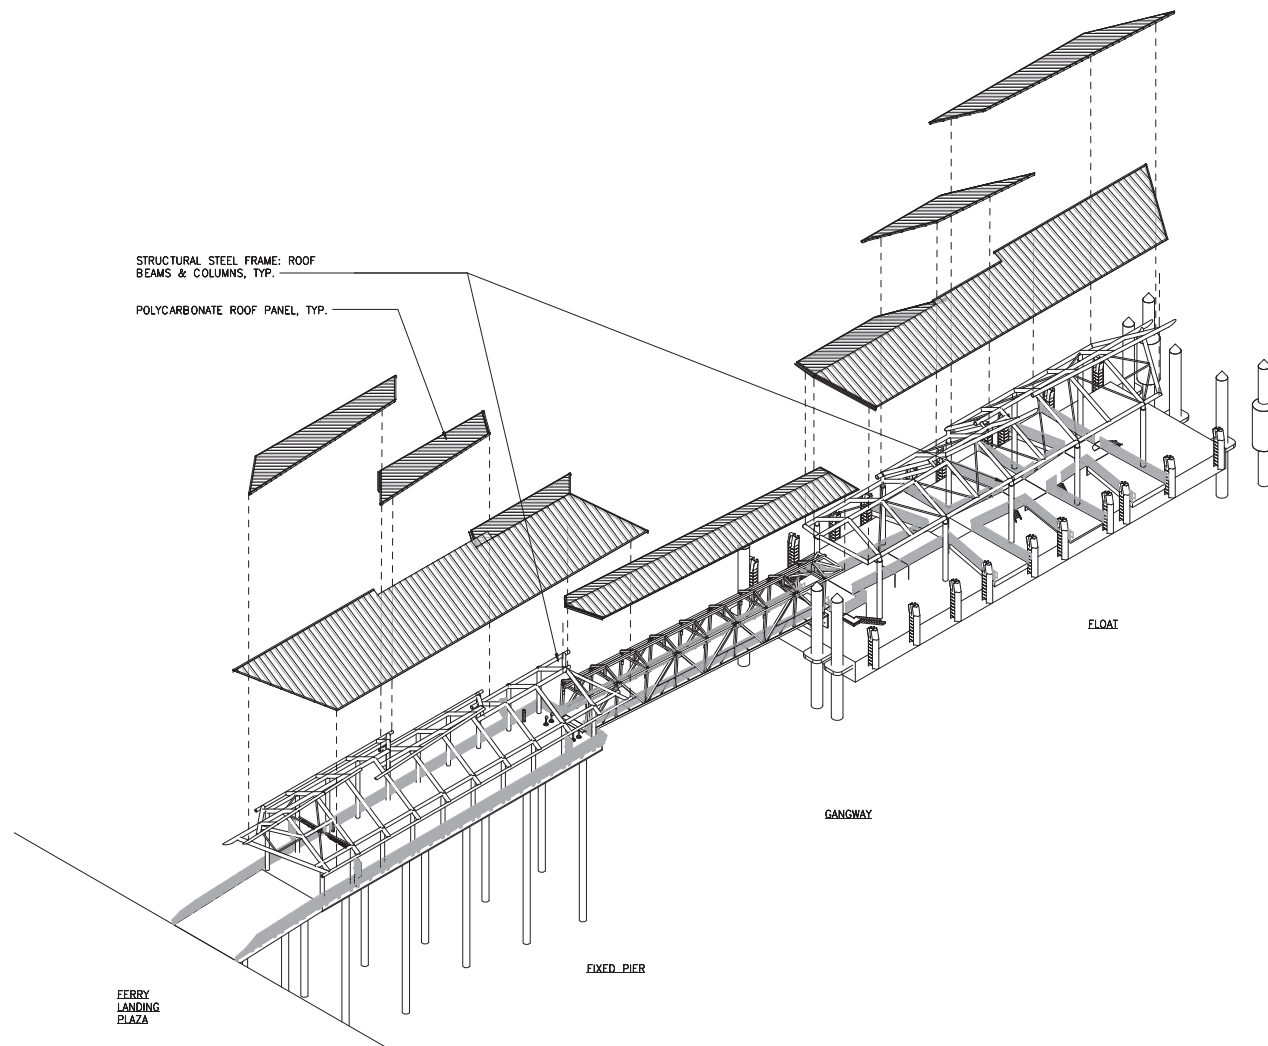 STRUCTURAL STEEL FRAME: ROOF
BEAMS & COLUMNS, TYP.
POLYCARBONATE ROOF PANEL, TYP.
FLOAT
GANGWAY
FIXED PIER
FERRY
LANDING
PLAZA